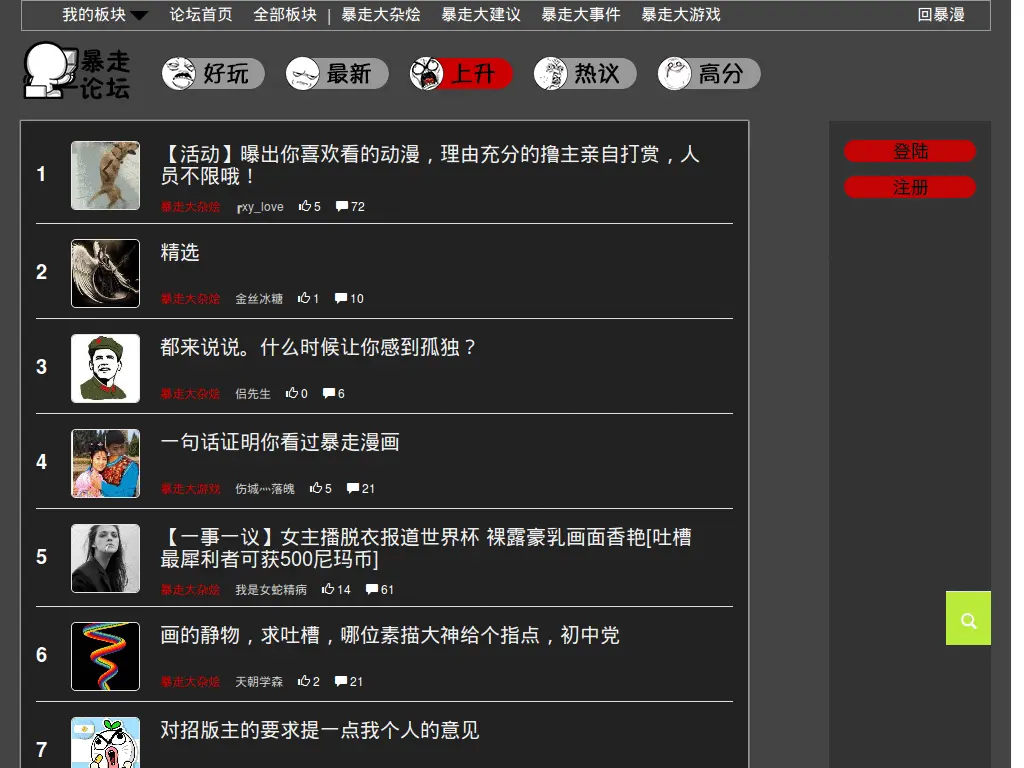 我的板块 论坛首页 全部板块 | 暴走大杂烩 暴走大建议 暴走大事件 暴走大游戏 回暴漫
暴走
论坛
好玩 最新 上升 热议 高分
登陆
注册
1
【活动】曝出你喜欢看的动漫，理由充分的撸主亲自打赏，人
员不限哦！
暴走大杂烩 rxy_love 5 72
2
精选
暴走大杂烩 金丝冰糖 1 10
3
都来说说。什么时候让你感到孤独？
暴走大杂烩 侣先生 0 6
4
一句话证明你看过暴走漫画
暴走大游戏 伤城灬落魄 5 21
5
【一事一议】女主播脱衣报道世界杯 裸露豪乳画面香艳[吐槽
最犀利者可获500尼玛币]
暴走大杂烩 我是女蛇精病 14 61
6
画的静物，求吐槽，哪位素描大神给个指点，初中党
暴走大杂烩 天朝学森 2 21
7
对招版主的要求提一点我个人的意见